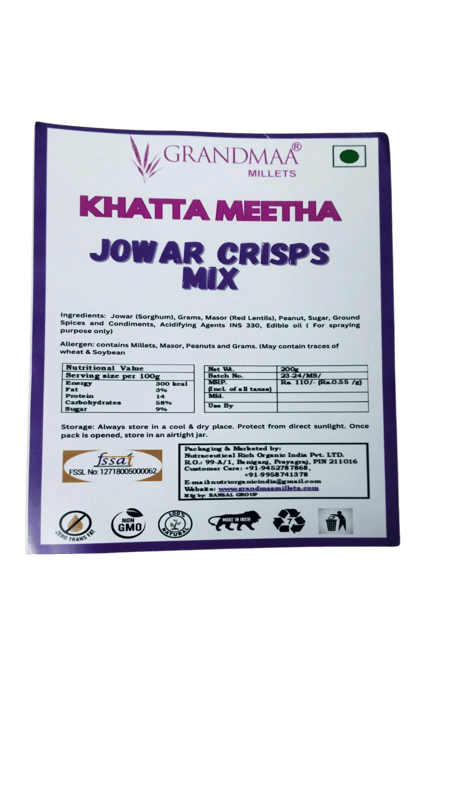 GRANDMAA®
MILLETS
KHATTA MEETHA
JOWAR CRISPS
MIX
Ingredients: Jowar (Sorghum), Grams, Masor (Red Lentils), Peanut, Sugar, Ground
Spices and Condiments, Acidifying Agents INS 330, Edible oil ( For spraying
purpose only)
Allergen: contains Millets, Masor, Peanuts and Grams. (May contain traces of
wheat & Soybean
Nutritional Value
Serving size per 100g
Energy 300 kcal
Fat 3%
Protein 14
Carbohydrates 58%
Sugar 9%
Net Wt. 200g
Batch No. 23-24/MS/
MRP. Rs. 110/- (Rs.0.55 /g)
(Incl. of all taxes)
Mfd.
Use By
Storage: Always store in a cool & dry place. Protect from direct sunlight. Once
pack is opened, store in an airtight jar.
fssai
FSSL No: 12718005000062
Packaging & Marketed by:
Nutraceutical Rich Organic India Pvt. LTD.
R.O.: 99-A/1, Baniganj, Prayagraj, PIN 211016
Customer Care: +91-9452787868,
+91-9958741378
E-mail:nutriorganicindia@gmail.com
Website: www.grandmaamillets.com
Mfg by: BANSAL GROUP
ZERO TRANS FAT
NON
GMO
100%
NATURAL
MAKE IN INDIA
7